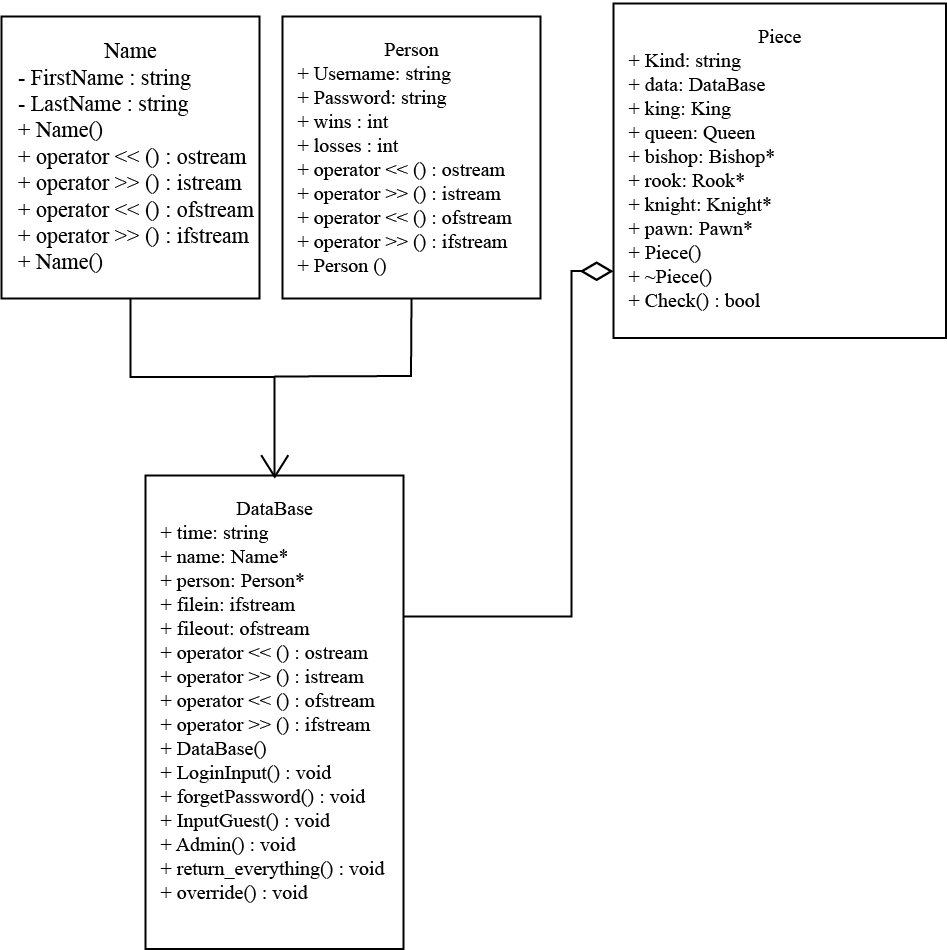 Name
- FirstName : string
- LastName : string
+ Name()
+ operator << () : ostream
+ operator >> () : istream
+ operator << () : ofstream
+ operator >> () : ifstream
+ Name()
Person
+ Username: string
+ Password: string
+ wins : int
+ losses : int
+ operator << () : ostream
+ operator >> () : istream
+ operator << () : ofstream
+ operator >> () : ifstream
+ Person ()
Piece
+ Kind: string
+ data: DataBase
+ king: King
+ queen: Queen
+ bishop: Bishop*
+ rook: Rook*
+ knight: Knight*
+ pawn: Pawn*
+ Piece()
+ ~Piece()
+ Check() : bool
DataBase
+ time: string
+ name: Name*
+ person: Person*
+ filein: ifstream
+ fileout: ofstream
+ operator << () : ostream
+ operator >> () : istream
+ operator << () : ofstream
+ operator >> () : ifstream
+ DataBase()
+ LoginInput() : void
+ forgetPassword() : void
+ InputGuest() : void
+ Admin() : void
+ return_everything() : void
+ override() : void